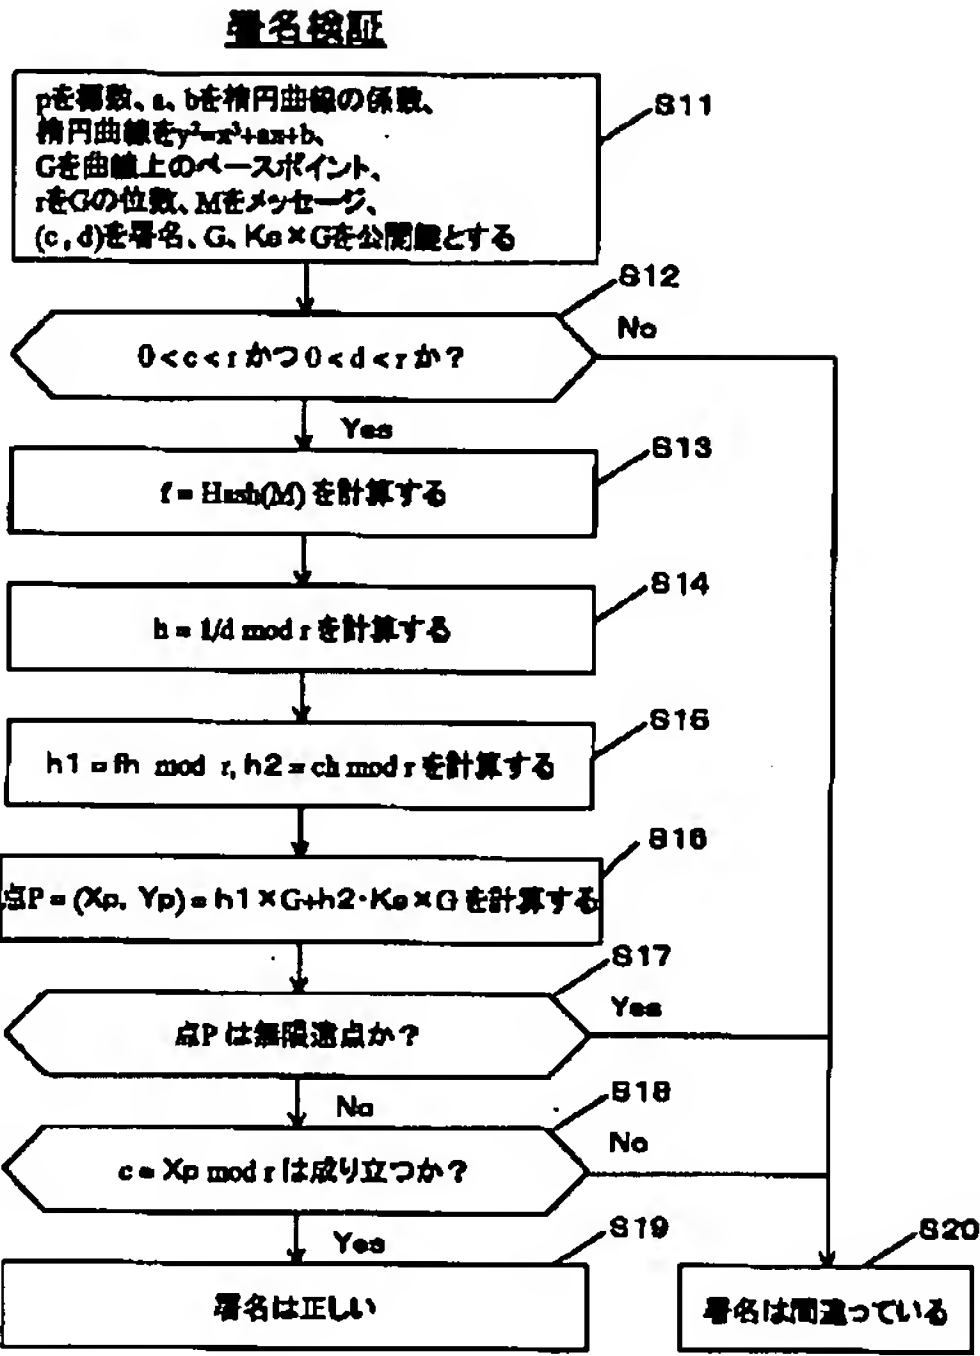 署名検証
pを標数、a、bを楕円曲線の係数、
楕円曲線をy²=x³+ax+b、
Gを曲線上のベースポイント、
rをGの位数、Mをメッセージ、
(c, d)を署名、G、Ks×Gを公開鍵とする
S11
S12
0<c<r かつ 0<d<r か?
No
Yes
S13
f = Hash(M) を計算する
S14
h = 1/d mod r を計算する
S15
h1 = fh mod r, h2 = ch mod r を計算する
S16
点P = (Xp, Yp) = h1×G+h2・Ks×G を計算する
S17
点P は無限遠点か?
Yes
No
S18
c = Xp mod r は成り立つか?
No
Yes
S19
署名は正しい
S20
署名は間違っている